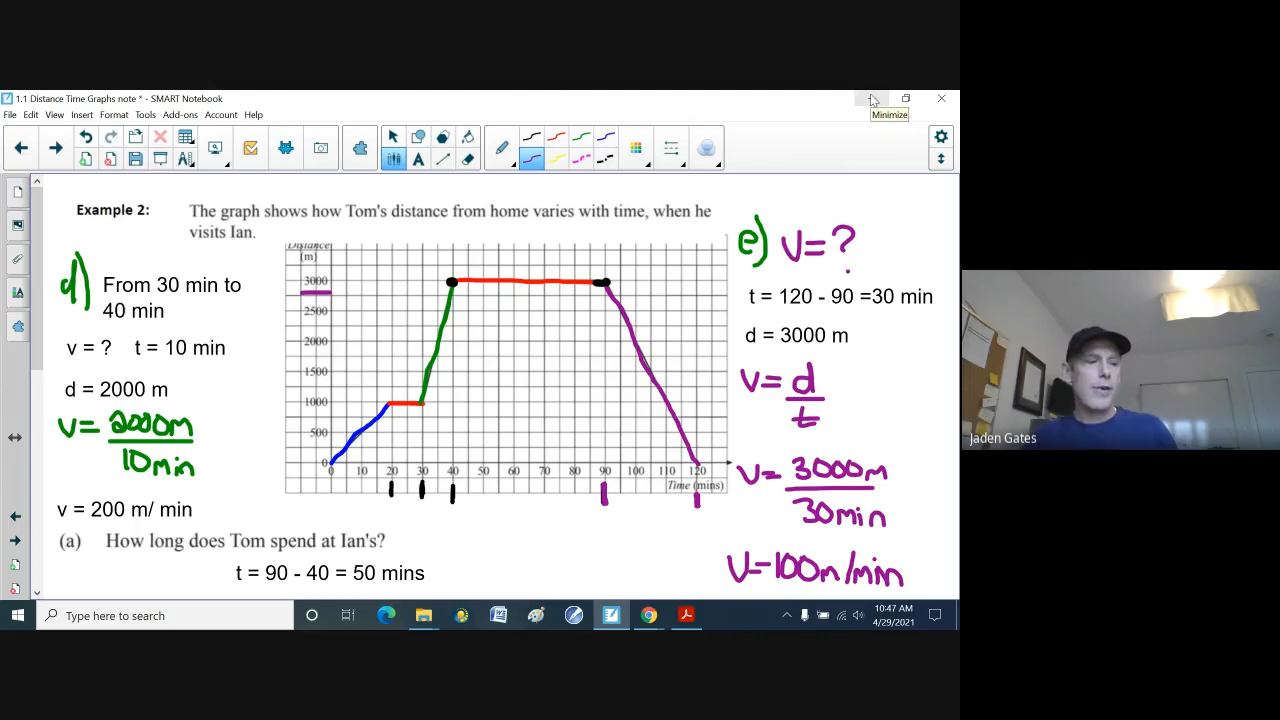 1.1 Distance Time Graphs note * - SMART Notebook
Minimize
File Edit View Insert Format Tools Add-ons Account Help
Example 2: The graph shows how Tom's distance from home varies with time, when he
visits Ian.
d)
From 30 min to
40 min
v = ? t = 10 min
d = 2000 m
v = 2000m
10min
v = 200 m/ min
Distance
(m)
3000
2500
2000
1500
1000
500
0
0 10 20 30 40 50 60 70 80 90 100 110 120
Time (mins)
e) v = ?
t = 120 - 90 =30 min
d = 3000 m
v = d
t
v = 3000m
30min
v = 100m/min
(a) How long does Tom spend at Ian's?
t = 90 - 40 = 50 mins
Jaden Gates
Type here to search
10:47 AM
4/29/2021